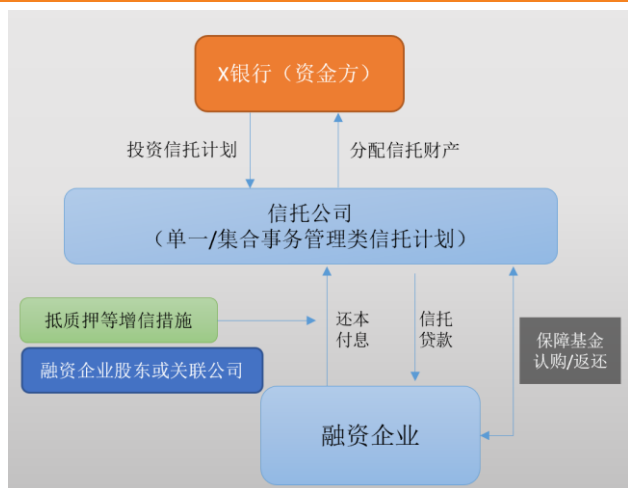 X银行（资金方）
投资信托计划
分配信托财产
信托公司
（单一/集合事务管理类信托计划）
抵质押等增信措施
还本
付息
信托
贷款
保障基金
认购/返还
融资企业股东或关联公司
融资企业